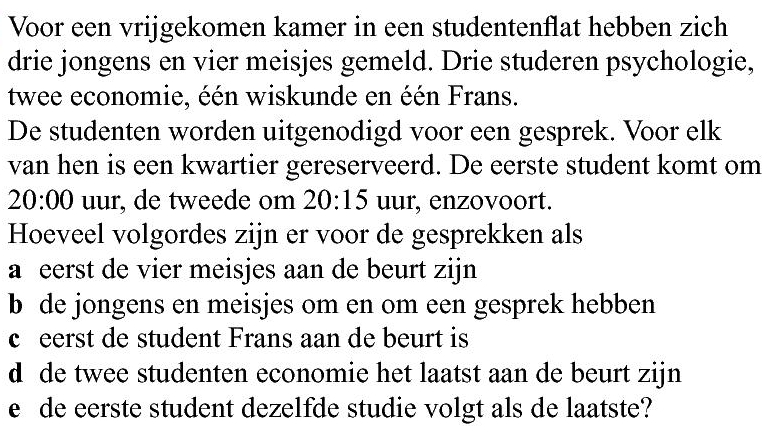 Voor een vrijgekomen kamer in een studentenflat hebben zich
drie jongens en vier meisjes gemeld. Drie studeren psychologie,
twee economie, één wiskunde en één Frans.
De studenten worden uitgenodigd voor een gesprek. Voor elk
van hen is een kwartier gereserveerd. De eerste student komt om
20:00 uur, de tweede om 20:15 uur, enzovoort.
Hoeveel volgordes zijn er voor de gesprekken als
a eerst de vier meisjes aan de beurt zijn
b de jongens en meisjes om en om een gesprek hebben
c eerst de student Frans aan de beurt is
d de twee studenten economie het laatst aan de beurt zijn
e de eerste student dezelfde studie volgt als de laatste?